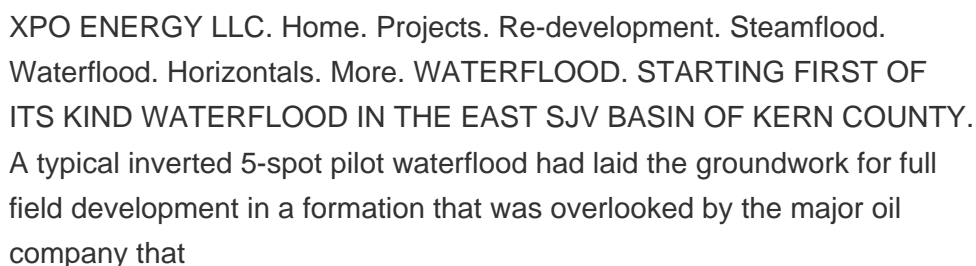 XPO ENERGY LLC. Home. Projects. Re-development. Steamflood.
Waterflood. Horizontals. More. WATERFLOOD. STARTING FIRST OF
ITS KIND WATERFLOOD IN THE EAST SJV BASIN OF KERN COUNTY.
A typical inverted 5-spot pilot waterflood had laid the groundwork for full
field development in a formation that was overlooked by the major oil
company that